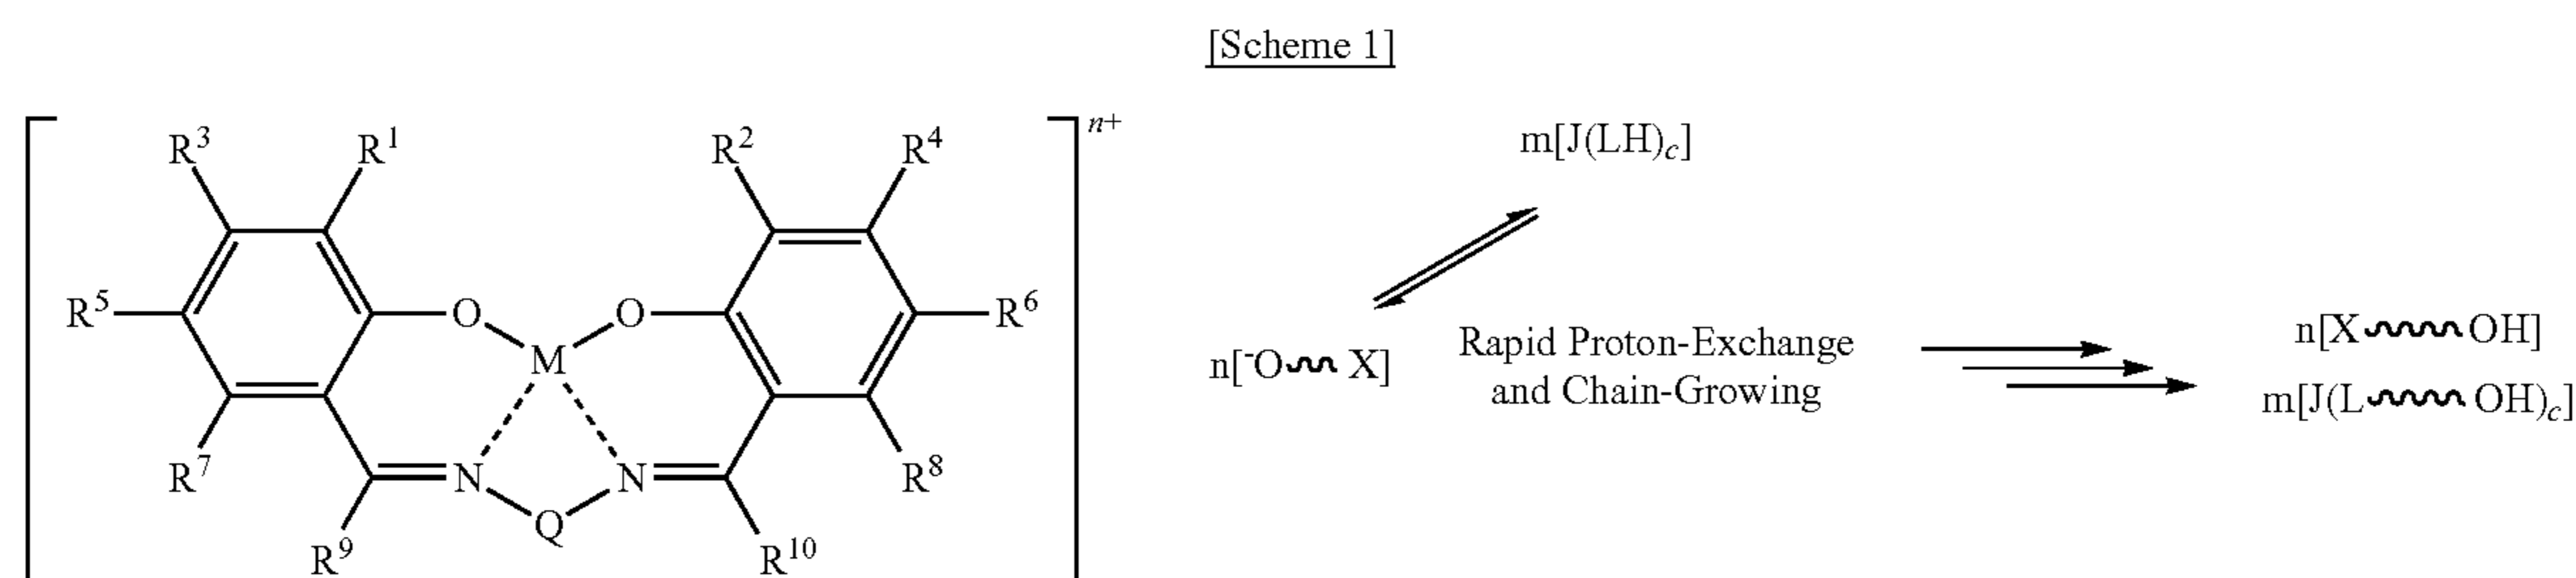 [Scheme 1]
n+
R³ R¹ R² R⁴
m[J(LH)c]
R⁵ O O R⁶
M
n[⁻O X]
Rapid Proton-Exchange
and Chain-Growing
n[X OH]
m[J(L OH)c]
R⁷ N N R⁸
Q
R⁹ R¹⁰